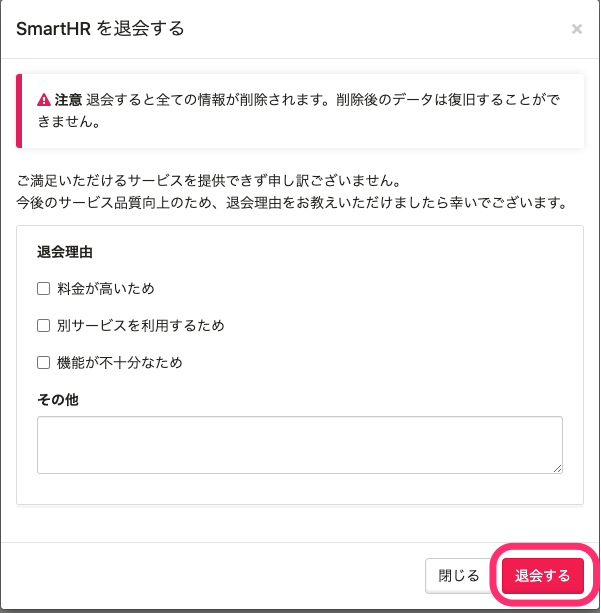 SmartHR を退会する
×
注意 退会すると全ての情報が削除されます。削除後のデータは復旧することがで
きません。
ご満足いただけるサービスを提供できず申し訳ございません。
今後のサービス品質向上のため、退会理由をお教えいただけましたら幸いでございます。
退会理由
料金が高いため
別サービスを利用するため
機能が不十分なため
その他
閉じる
退会する